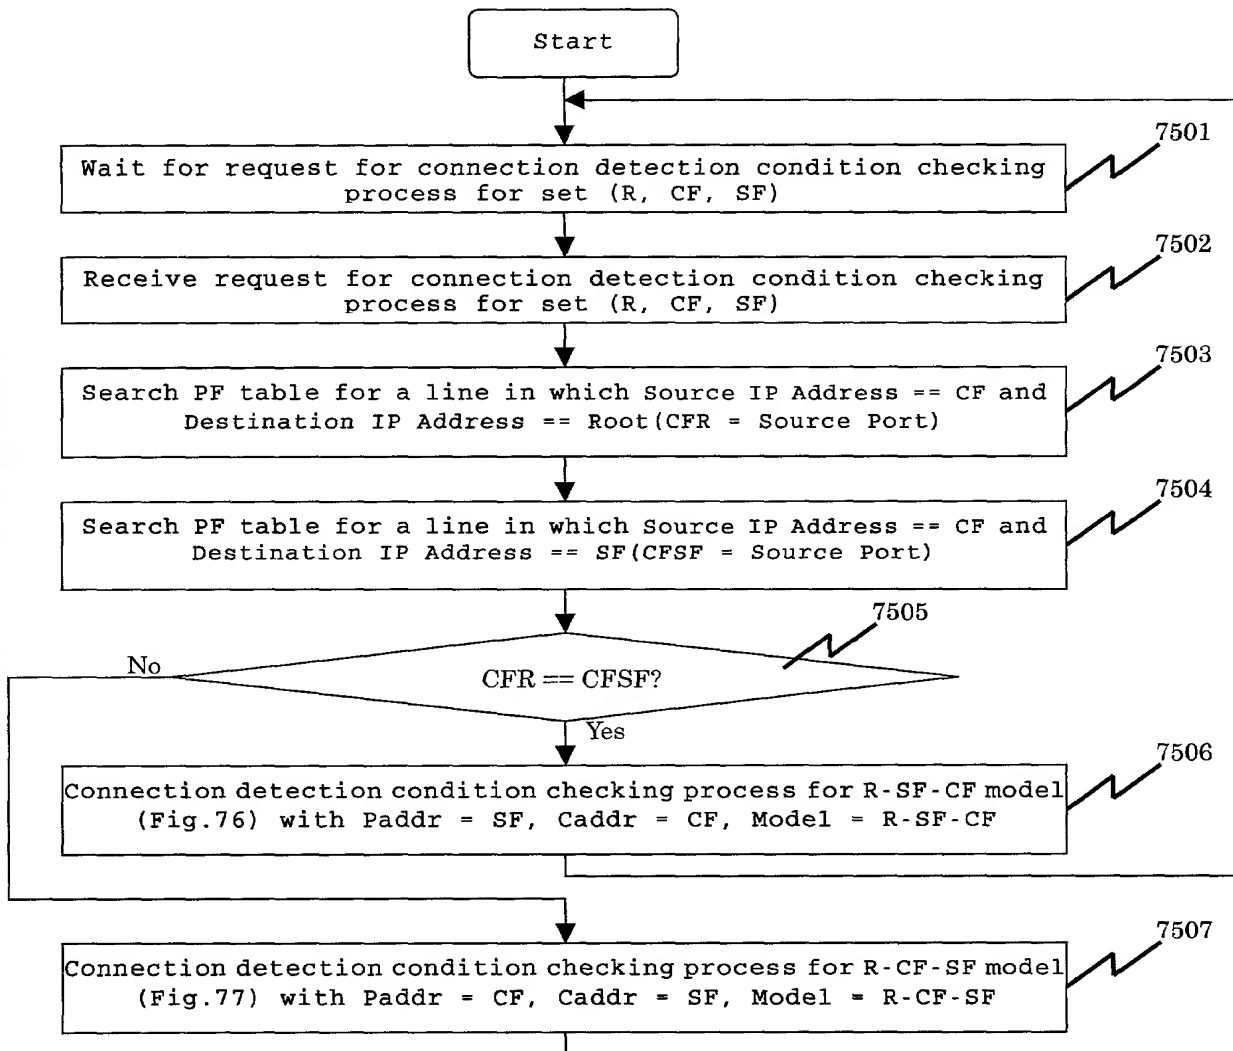 Start
7501
Wait for request for connection detection condition checking
process for set (R, CF, SF)
7502
Receive request for connection detection condition checking
process for set (R, CF, SF)
7503
Search PF table for a line in which Source IP Address == CF and
Destination IP Address == Root(CFR = Source Port)
7504
Search PF table for a line in which Source IP Address == CF and
Destination IP Address == SF(CFSF = Source Port)
7505
No
CFR == CFSF?
Yes
7506
Connection detection condition checking process for R-SF-CF model
(Fig.76) with Paddr = SF, Caddr = CF, Model = R-SF-CF
7507
Connection detection condition checking process for R-CF-SF model
(Fig.77) with Paddr = CF, Caddr = SF, Model = R-CF-SF